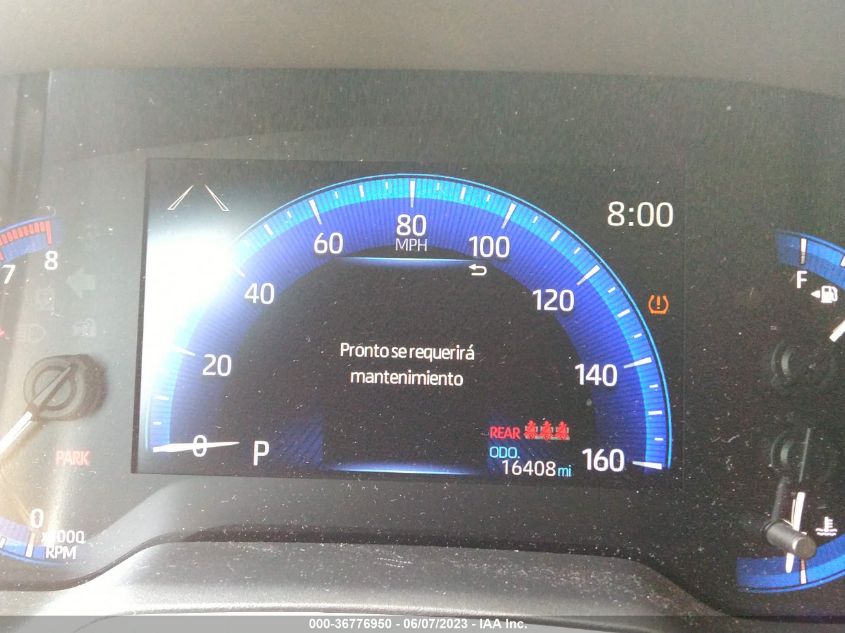 8:00
80
MPH
60
100
40
120
20
140
0
160
7
8
F
Pronto se requerirá
mantenimiento
REAR
ODO.
16408 mi
P
PARK
0
x1000
RPM
000-36776950 - 06/07/2023 - IAA Inc.